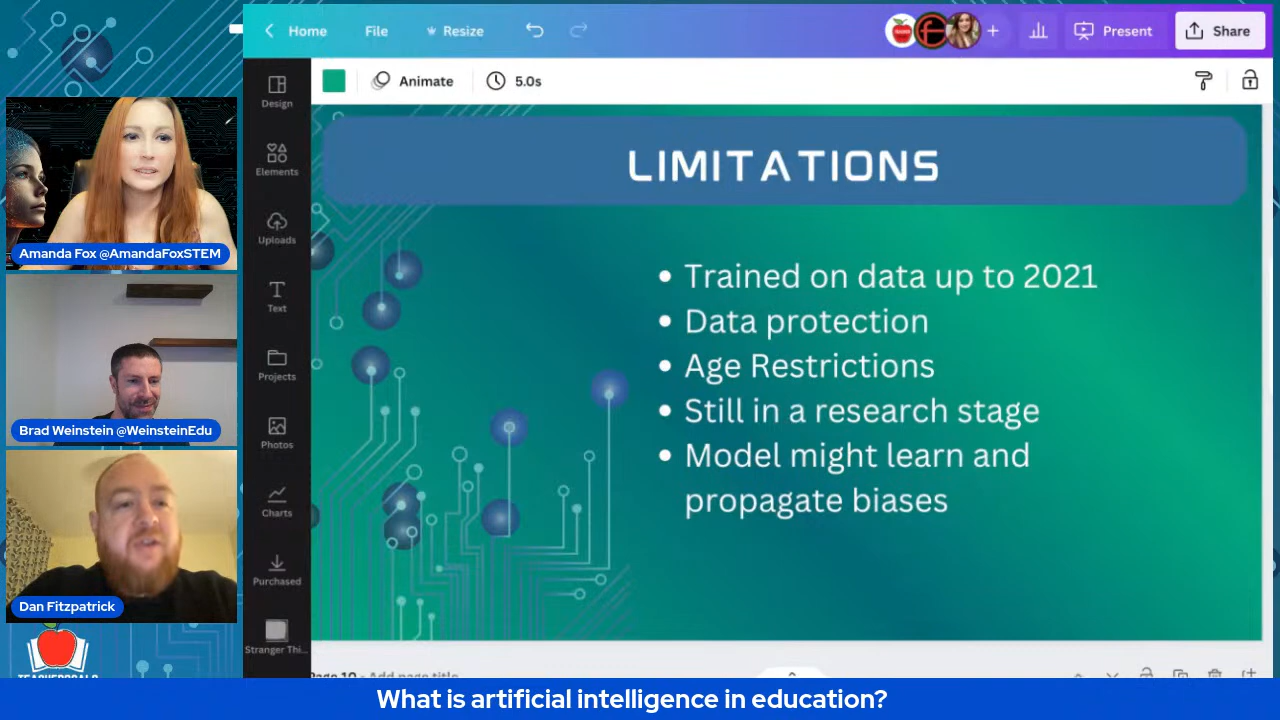 Home
File
Resize
Present
Share
Animate
5.0s
Design
Elements
Uploads
Text
Projects
Photos
Charts
Purchased
Stranger Thi...
LIMITATIONS
• Trained on data up to 2021
• Data protection
• Age Restrictions
• Still in a research stage
• Model might learn and
propagate biases
Amanda Fox @AmandaFoxSTEM
Brad Weinstein @WeinsteinEdu
Dan Fitzpatrick
What is artificial intelligence in education?